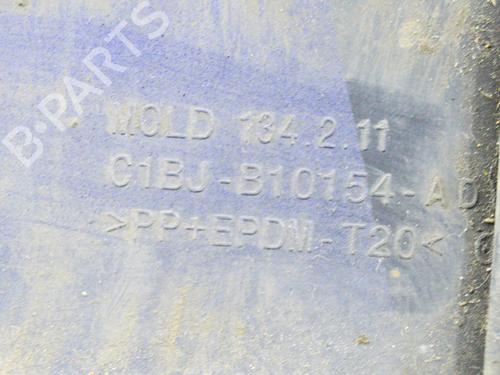 B-PARTS
MOLD 134.2.11
C1BJ-B10154-AD
>PP+EPDM-T20<